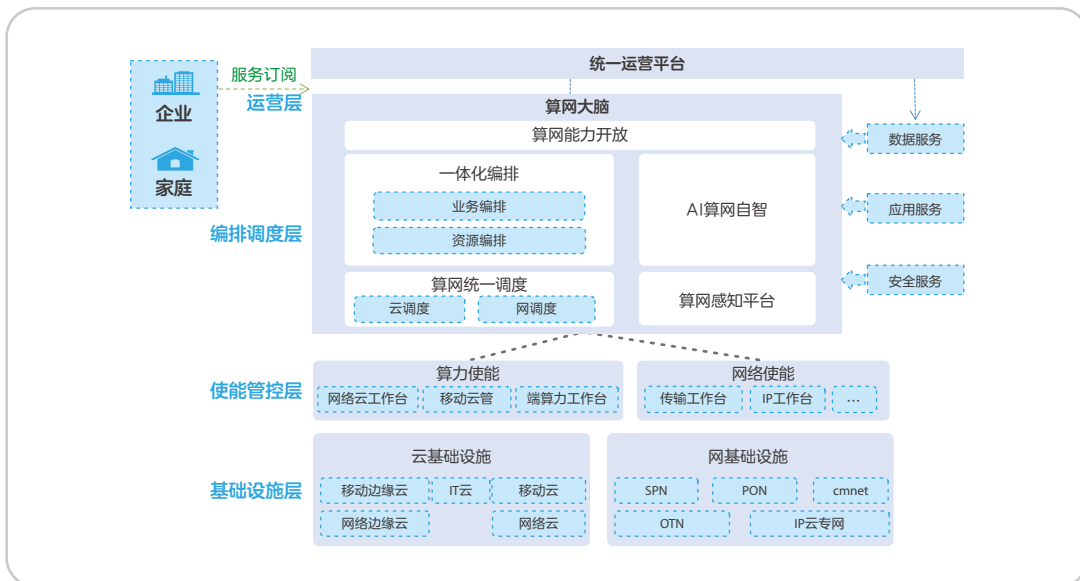 统一运营平台
服务订阅
运营层
企业
家庭
算网大脑
算网能力开放
一体化编排
业务编排
资源编排
AI算网自智
编排调度层
算网统一调度
云调度
网调度
算网感知平台
数据服务
应用服务
安全服务
使能管控层
算力使能
网络云工作台
移动云管
端算力工作台
网络使能
传输工作台
IP工作台
...
基础设施层
云基础设施
移动边缘云
IT云
移动云
网络边缘云
网络云
网基础设施
SPN
PON
cmnet
OTN
IP云专网